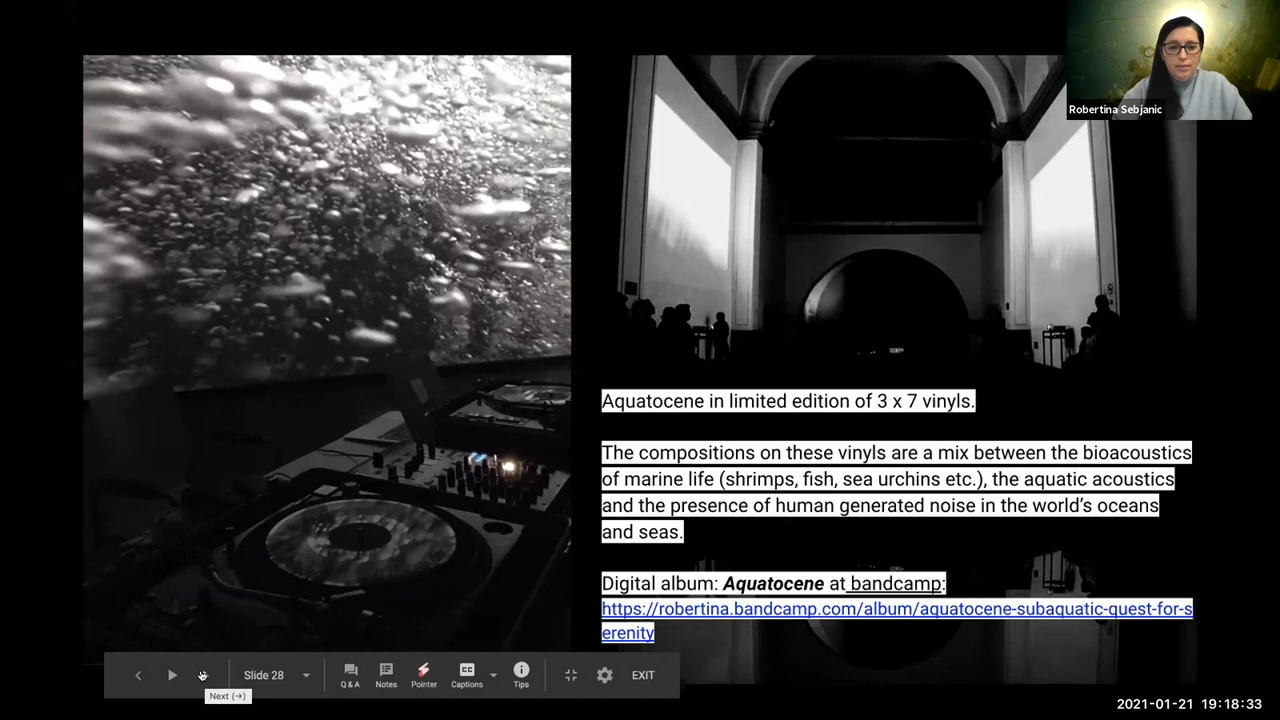 Robertina Sebjanic
Aquatocene in limited edition of 3 x 7 vinyls.
The compositions on these vinyls are a mix between the bioacoustics
of marine life (shrimps, fish, sea urchins etc.), the aquatic acoustics
and the presence of human generated noise in the world’s oceans
and seas.
Digital album: Aquatocene at bandcamp:
https://robertina.bandcamp.com/album/aquatocene-subaquatic-quest-for-s
erenity
Slide 28
Q & A
Notes
Pointer
CC
Captions
Tips
EXIT
Next (→)
2021-01-21 19:18:33